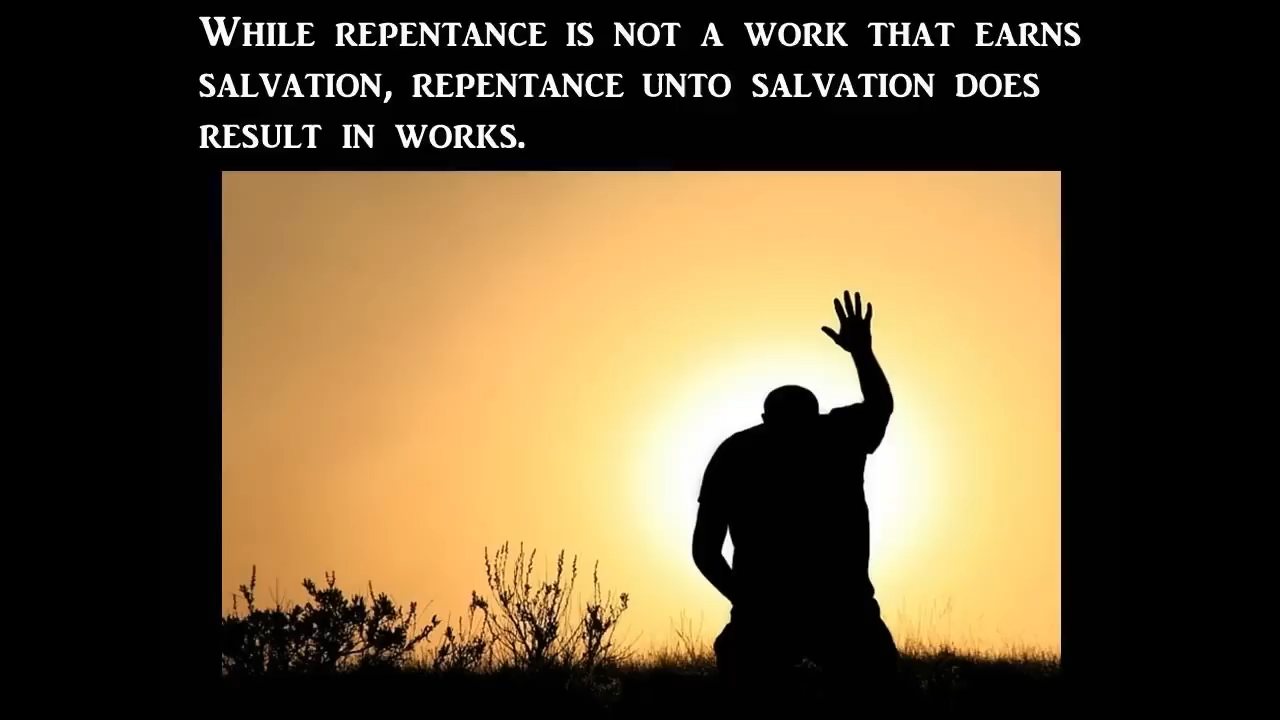 While repentance is not a work that earns
salvation, repentance unto salvation does
result in works.